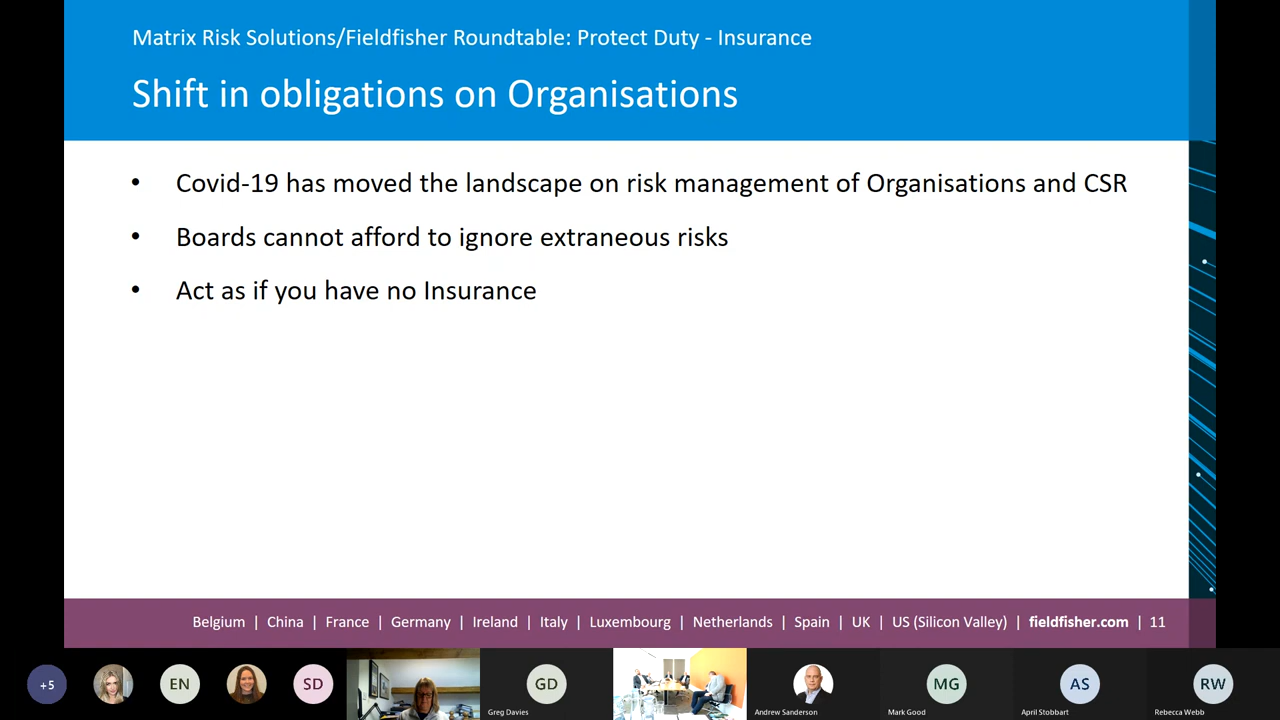 Matrix Risk Solutions/Fieldfisher Roundtable: Protect Duty - Insurance
Shift in obligations on Organisations
• Covid-19 has moved the landscape on risk management of Organisations and CSR
• Boards cannot afford to ignore extraneous risks
• Act as if you have no Insurance
Belgium | China | France | Germany | Ireland | Italy | Luxembourg | Netherlands | Spain | UK | US (Silicon Valley) | fieldfisher.com | 11
+5 EN SD GD MG AS RW
Greg Davies Andrew Sanderson Mark Good April Stobbart Rebecca Webb